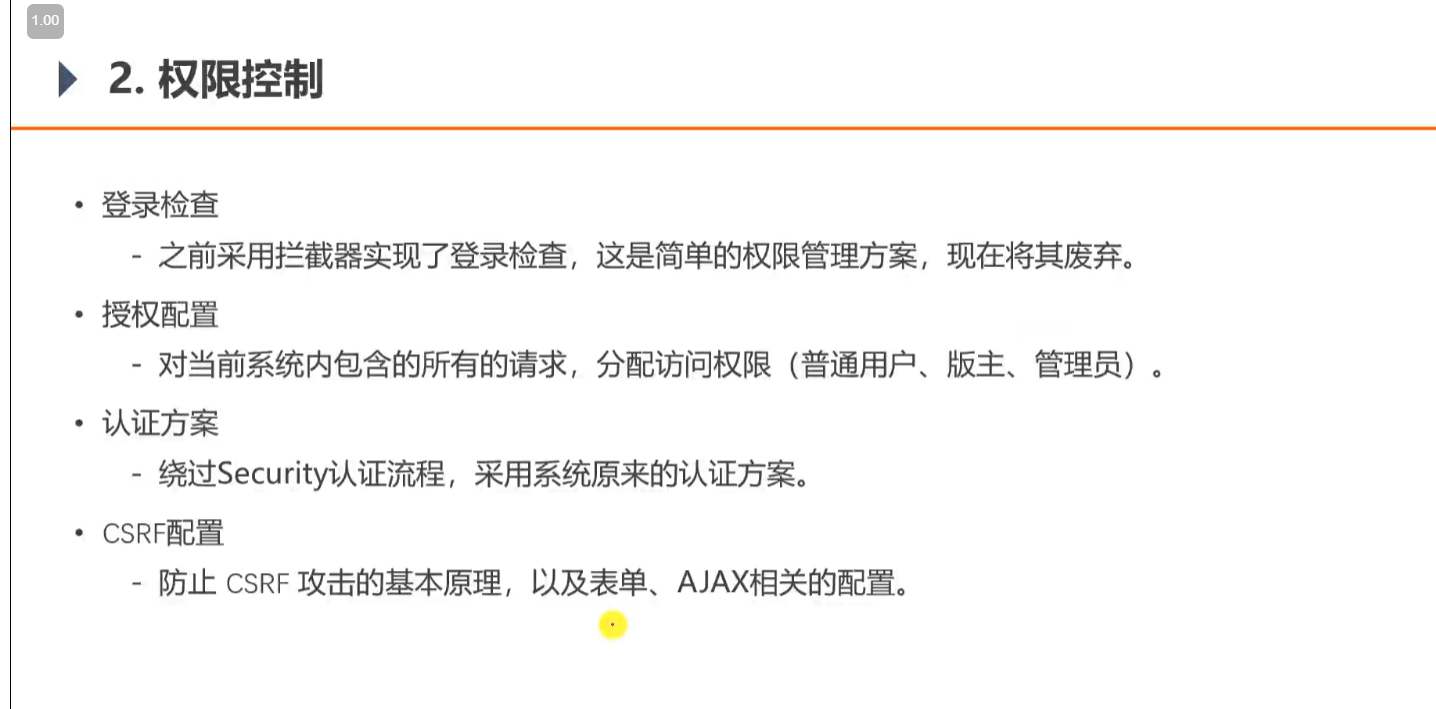 1.00
2. 权限控制
• 登录检查
- 之前采用拦截器实现了登录检查，这是简单的权限管理方案，现在将其废弃。
• 授权配置
- 对当前系统内包含的所有的请求，分配访问权限（普通用户、版主、管理员）。
• 认证方案
- 绕过Security认证流程，采用系统原来的认证方案。
• CSRF配置
- 防止 CSRF 攻击的基本原理，以及表单、AJAX相关的配置。